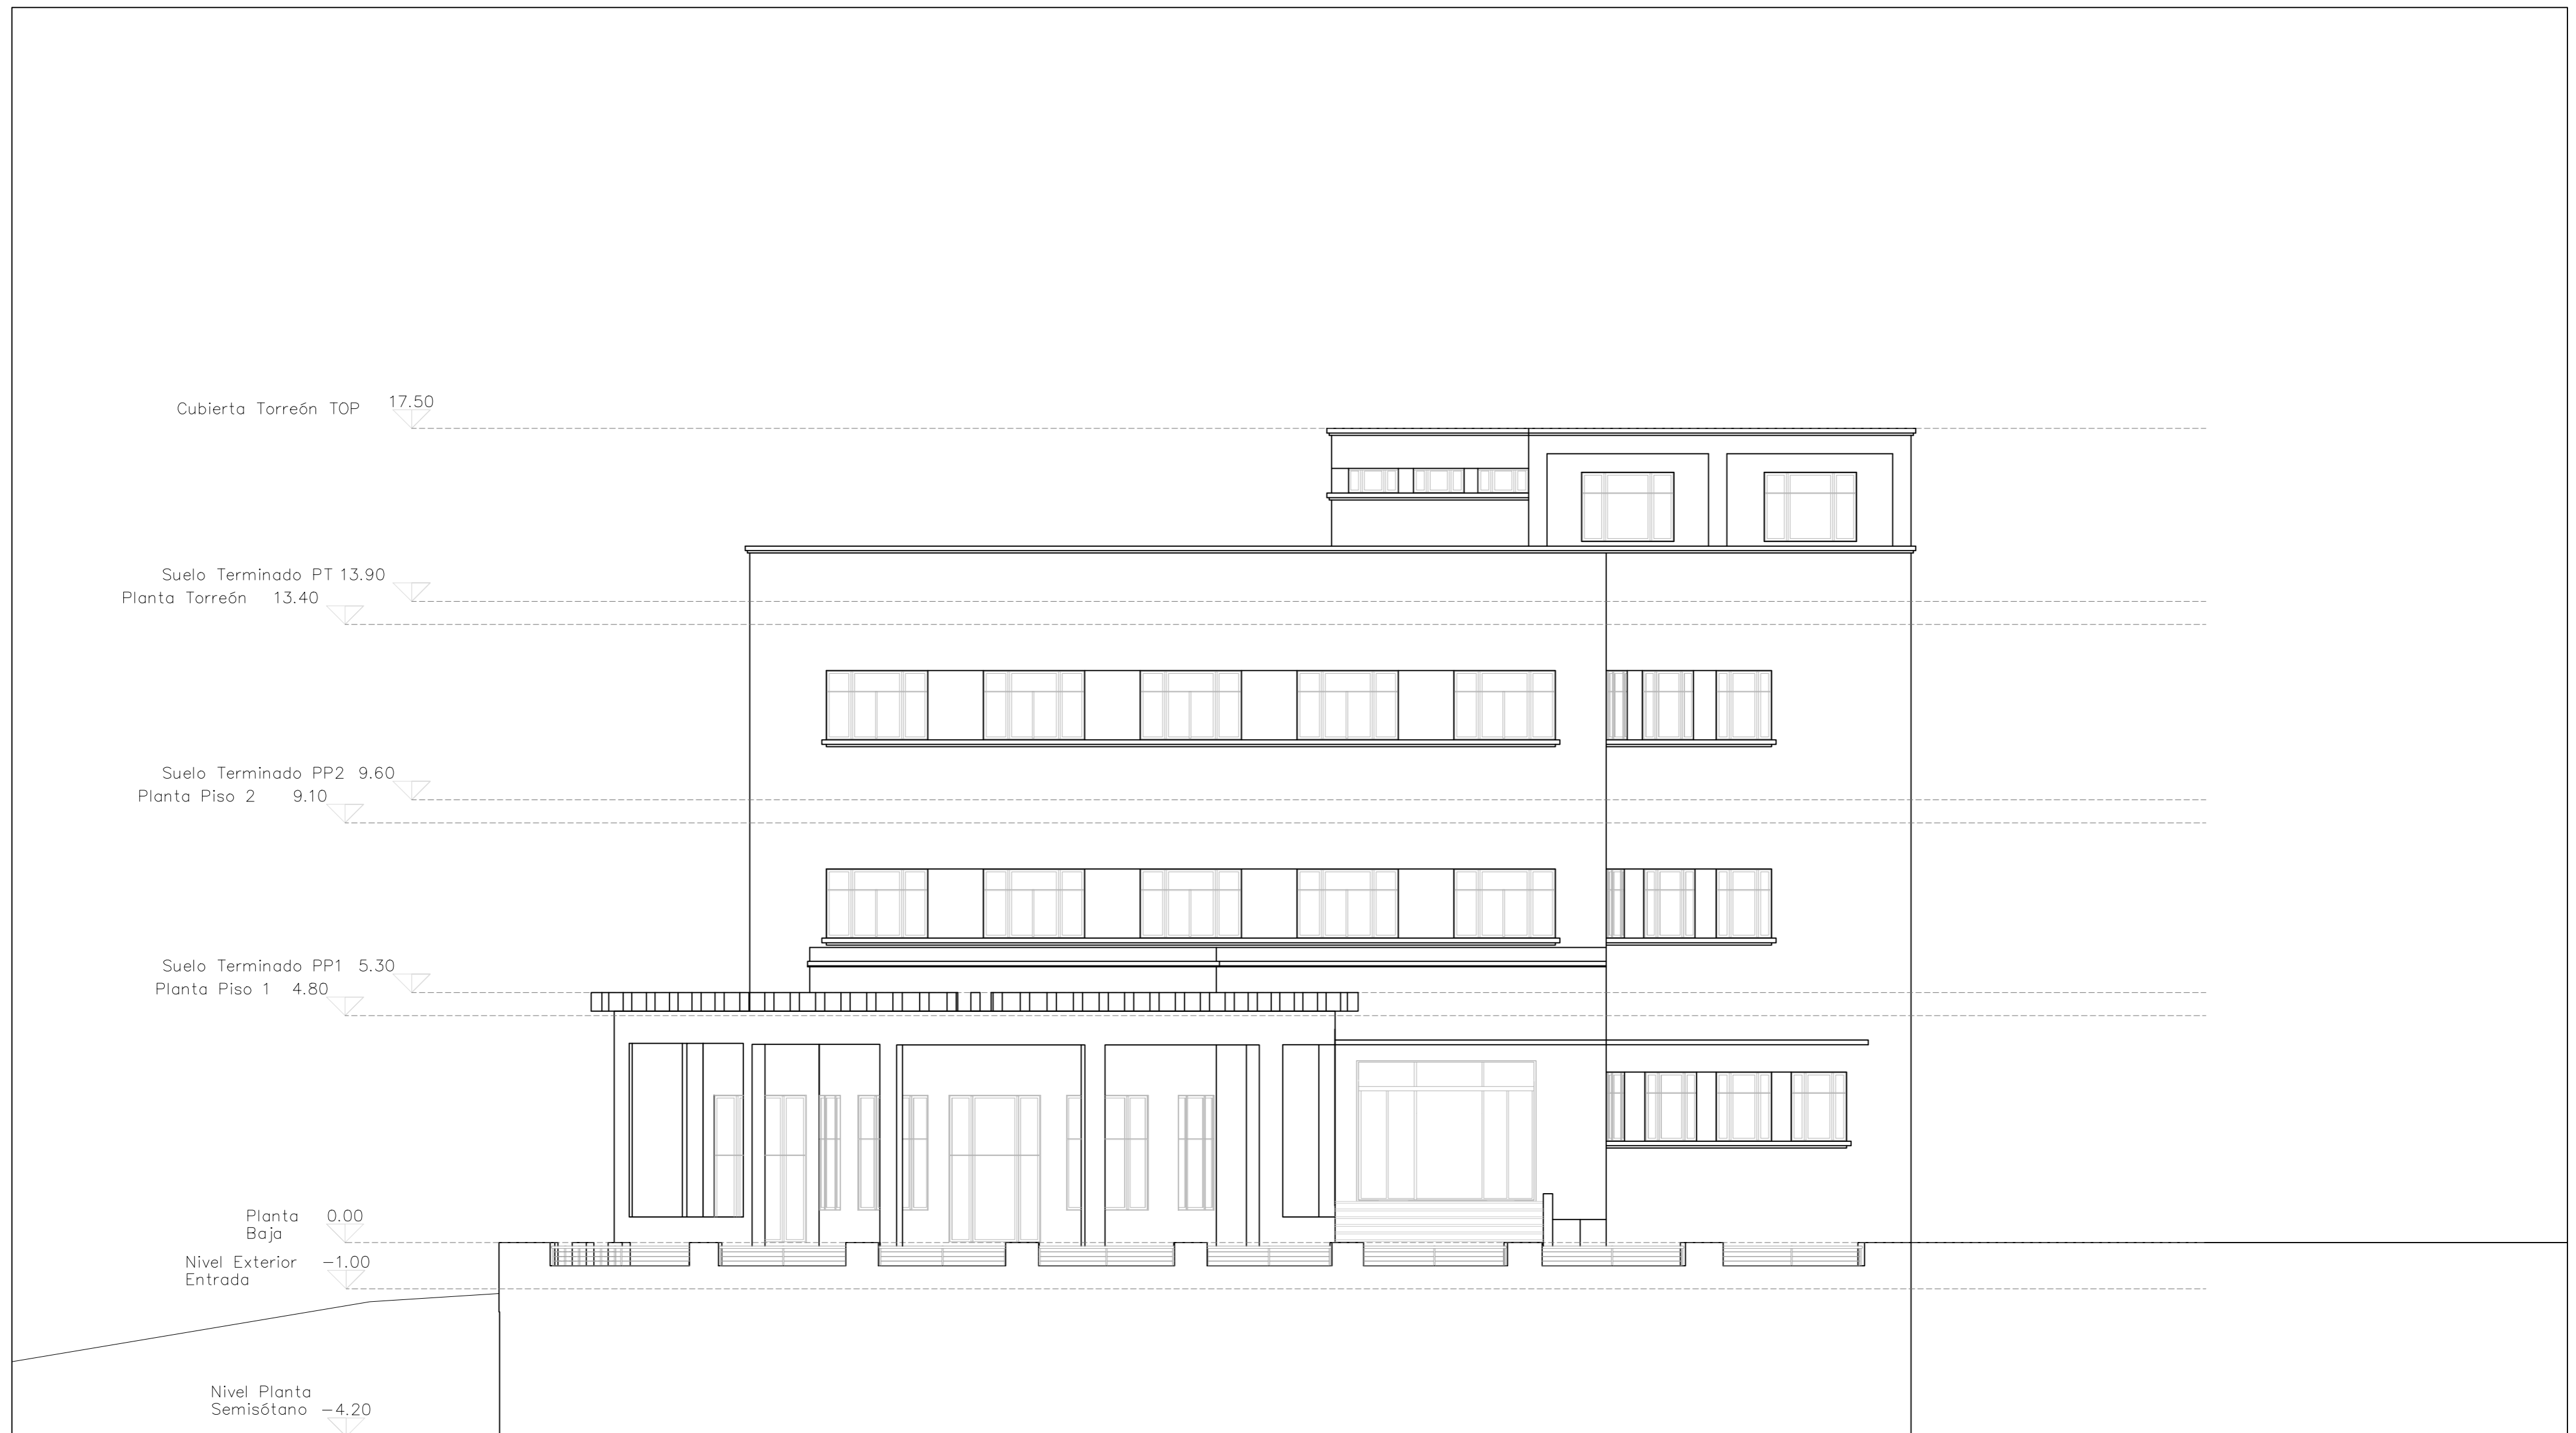 Cubierta Torreón TOP 17.50
Suelo Terminado PT 13.90
Planta Torreón 13.40
Suelo Terminado PP2 9.60
Planta Piso 2 9.10
Suelo Terminado PP1 5.30
Planta Piso 1 4.80
Planta 0.00
Baja
Nivel Exterior -1.00
Entrada
Nivel Planta
Semisótano -4.20